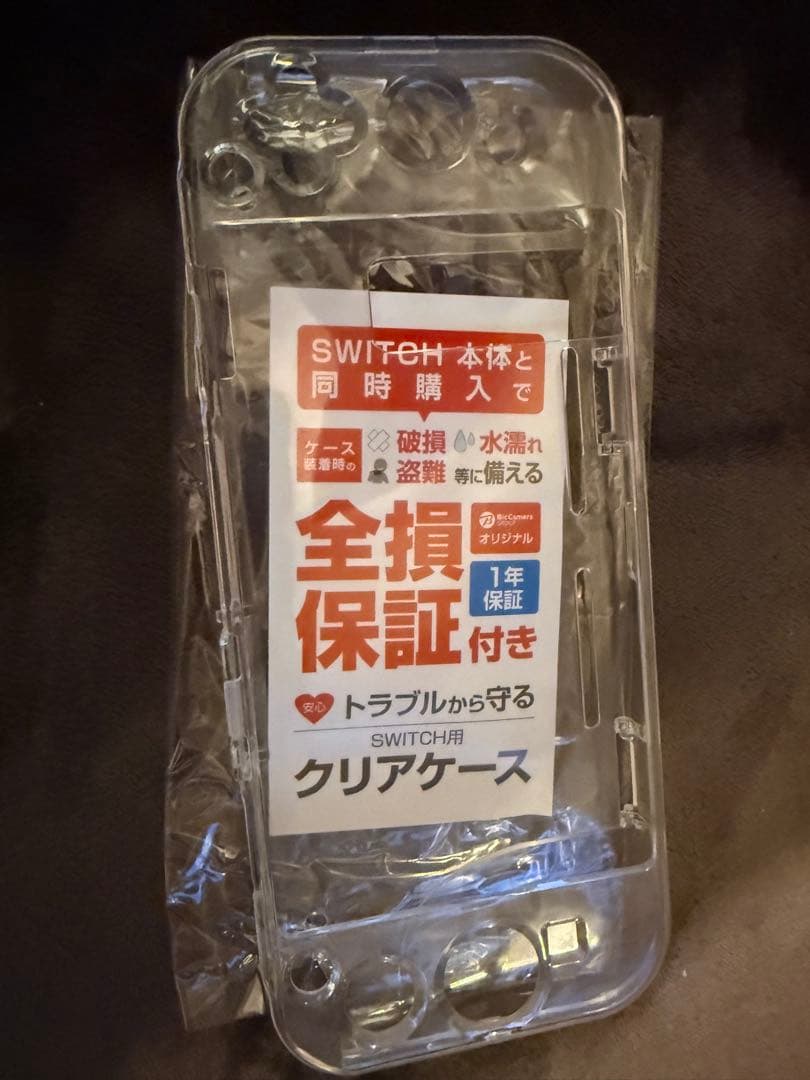 SWITCH 本体と
同時購入で
ケース
装着時の
破損 水濡れ
盗難 等に備える
全損
保証付き
BicCamera
GROUP
オリジナル
1年
保証
安心 トラブルから守る
SWITCH用
クリアケース